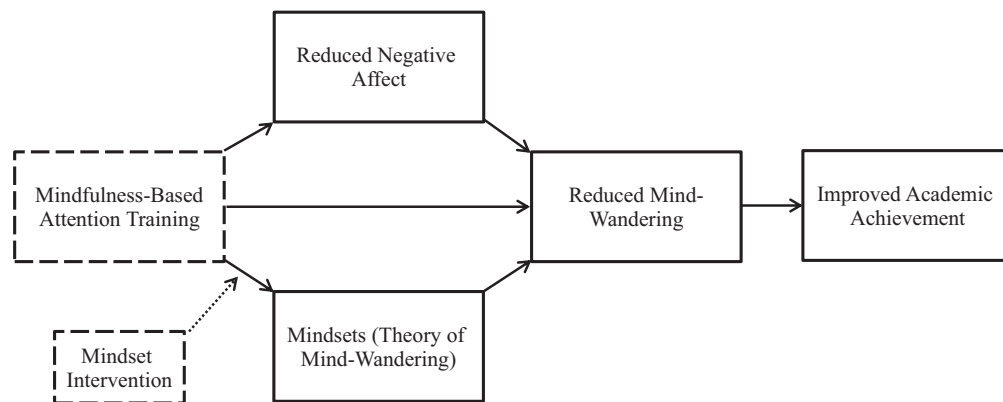 Reduced Negative
Affect
Mindfulness-Based
Attention Training
Reduced Mind-
Wandering
Improved Academic
Achievement
Mindsets (Theory of
Mind-Wandering)
Mindset
Intervention